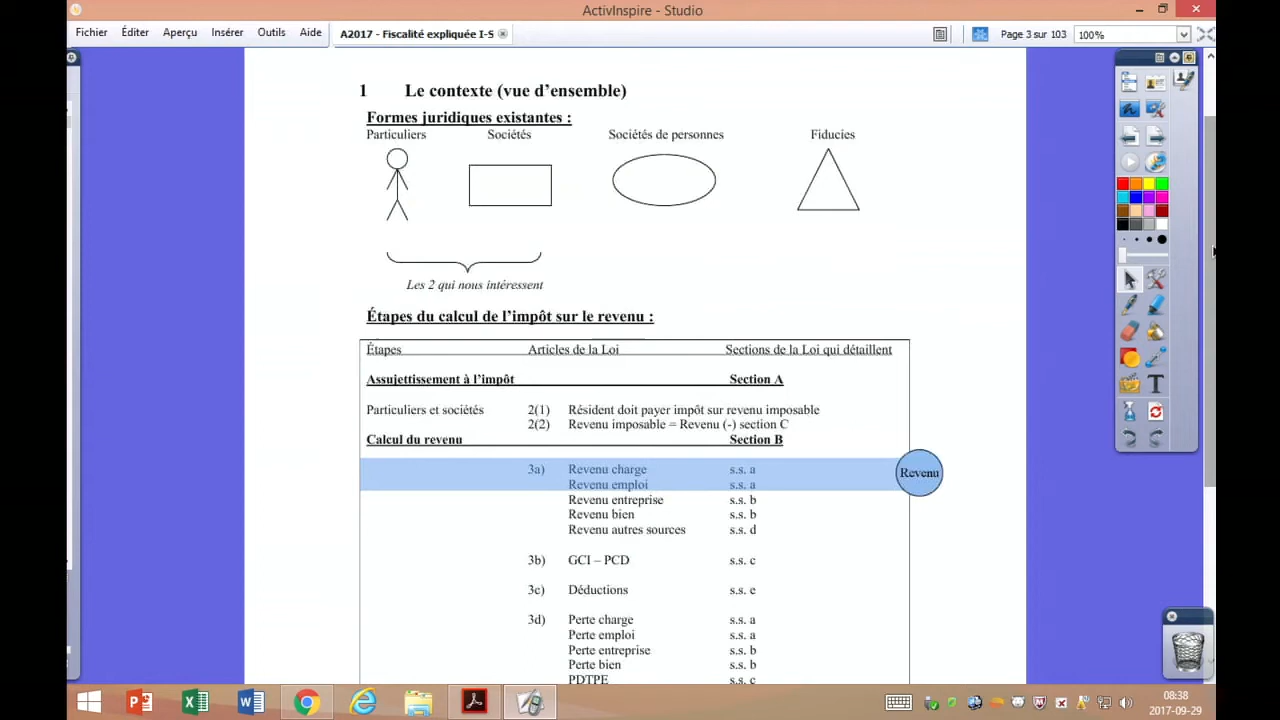 ActivInspire - Studio
Fichier Éditer Aperçu Insérer Outils Aide A2017 - Fiscalité expliquée I-S Page 3 sur 103 100%
1 Le contexte (vue d’ensemble)
Formes juridiques existantes :
Particuliers Sociétés Sociétés de personnes Fiducies
Les 2 qui nous intéressent
Étapes du calcul de l’impôt sur le revenu :
Étapes Articles de la Loi Sections de la Loi qui détaillent
Assujettissement à l’impôt Section A
Particuliers et sociétés 2(1) Résident doit payer impôt sur revenu imposable
2(2) Revenu imposable = Revenu (-) section C
Calcul du revenu Section B
3a) Revenu charge s.s. a
Revenu
Revenu emploi s.s. a
Revenu entreprise s.s. b
Revenu bien s.s. b
Revenu autres sources s.s. d
3b) GCI – PCD s.s. c
3c) Déductions s.s. e
3d) Perte charge s.s. a
Perte emploi s.s. a
Perte entreprise s.s. b
Perte bien s.s. b
PDTPE s.s. c
08:38
2017-09-29